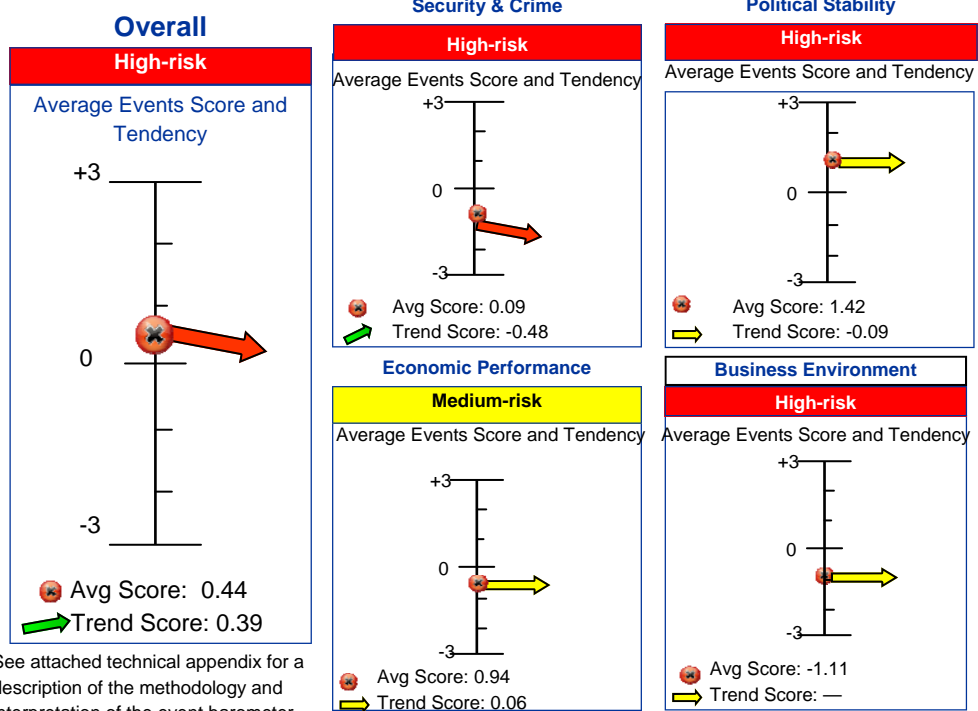 Overall
High-risk
Average Events Score and
Tendency
+3
0
-3
Avg Score: 0.44
Trend Score: 0.39
See attached technical appendix for a
description of the methodology and
interpretation of the event barometer
Security & Crime
High-risk
Average Events Score and Tendency
+3
0
-3
Avg Score: 0.09
Trend Score: -0.48
Political Stability
High-risk
Average Events Score and Tendency
+3
0
-3
Avg Score: 1.42
Trend Score: -0.09
Economic Performance
Medium-risk
Average Events Score and Tendency
+3
0
-3
Avg Score: 0.94
Trend Score: 0.06
Business Environment
High-risk
Average Events Score and Tendency
+3
0
-3
Avg Score: -1.11
Trend Score: —